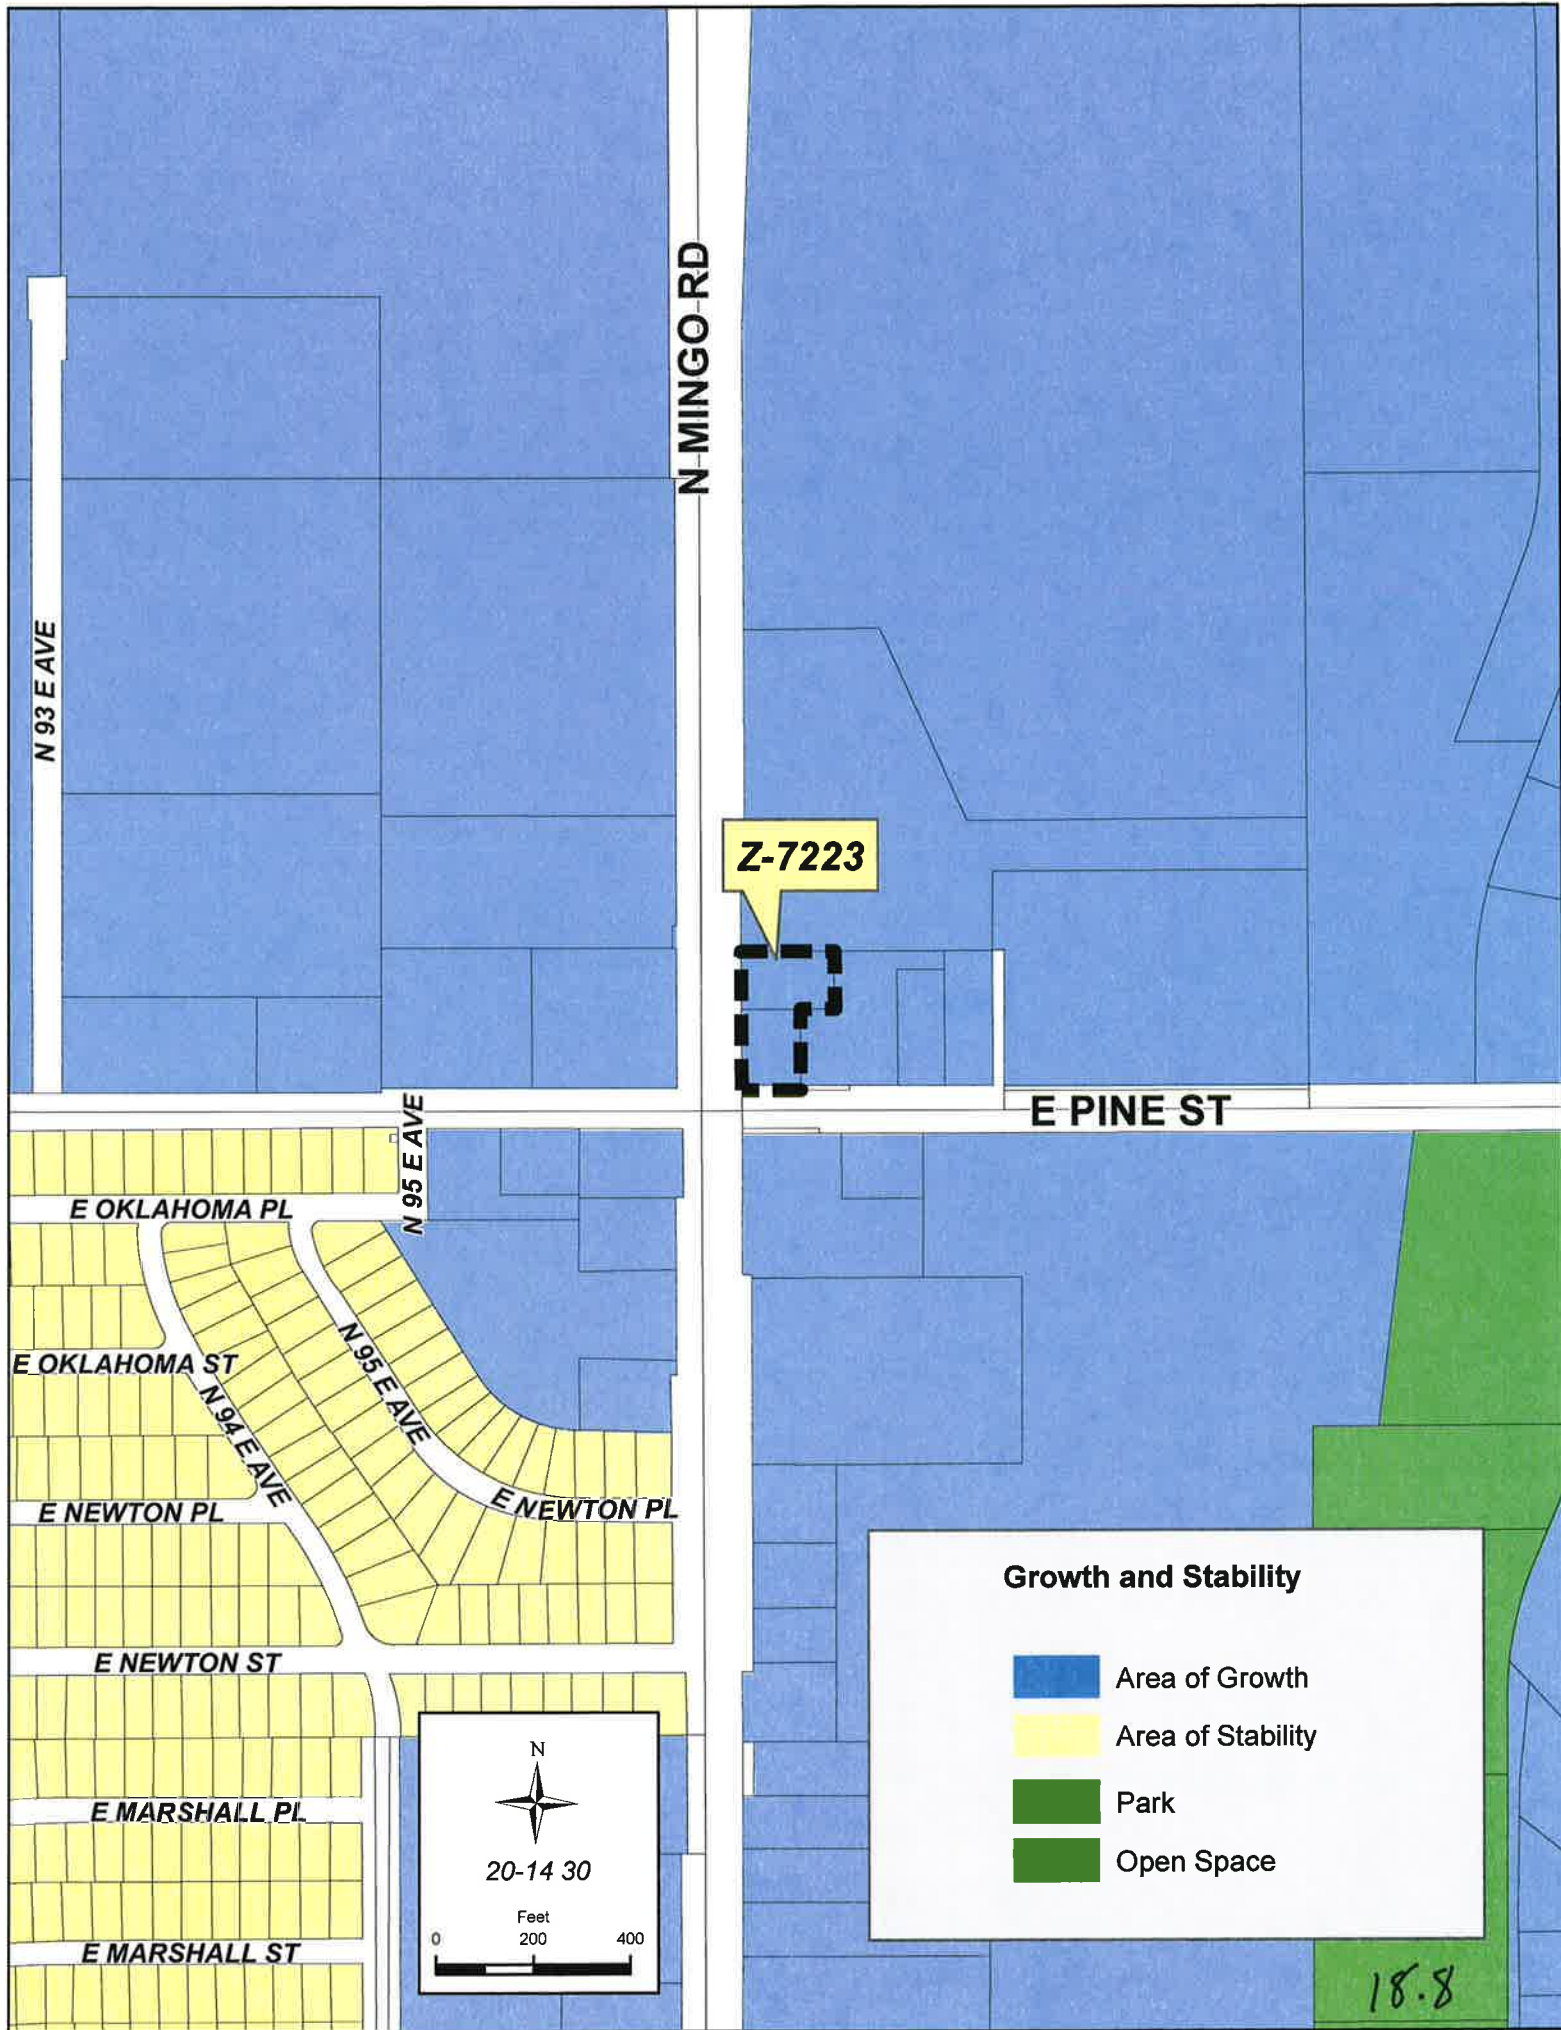 N MINGO RD
N 93 E AVE
Z-7223
E PINE ST
N 95 E AVE
E OKLAHOMA PL
E OKLAHOMA ST
N 95 E AVE
N 94 E AVE
E NEWTON PL
E NEWTON PL
E NEWTON ST
E MARSHALL PL
E MARSHALL ST
N
20-14 30
Feet
0 200 400
Growth and Stability
Area of Growth
Area of Stability
Park
Open Space
18.8